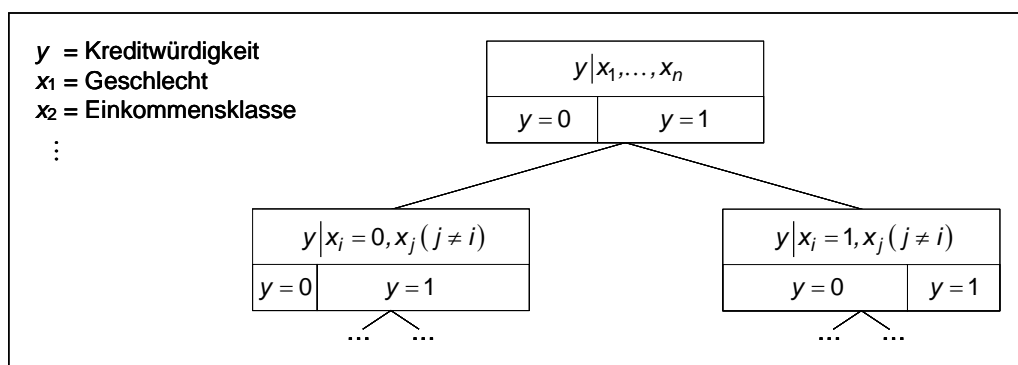 y = Kreditwürdigkeit
x₁ = Geschlecht
x₂ = Einkommensklasse
⋮
y|x₁,…,xₙ
y = 0 y = 1
y|xᵢ = 0, xⱼ (j ≠ i)
y = 0 y = 1
... ...
y|xᵢ = 1, xⱼ (j ≠ i)
y = 0 y = 1
... ...